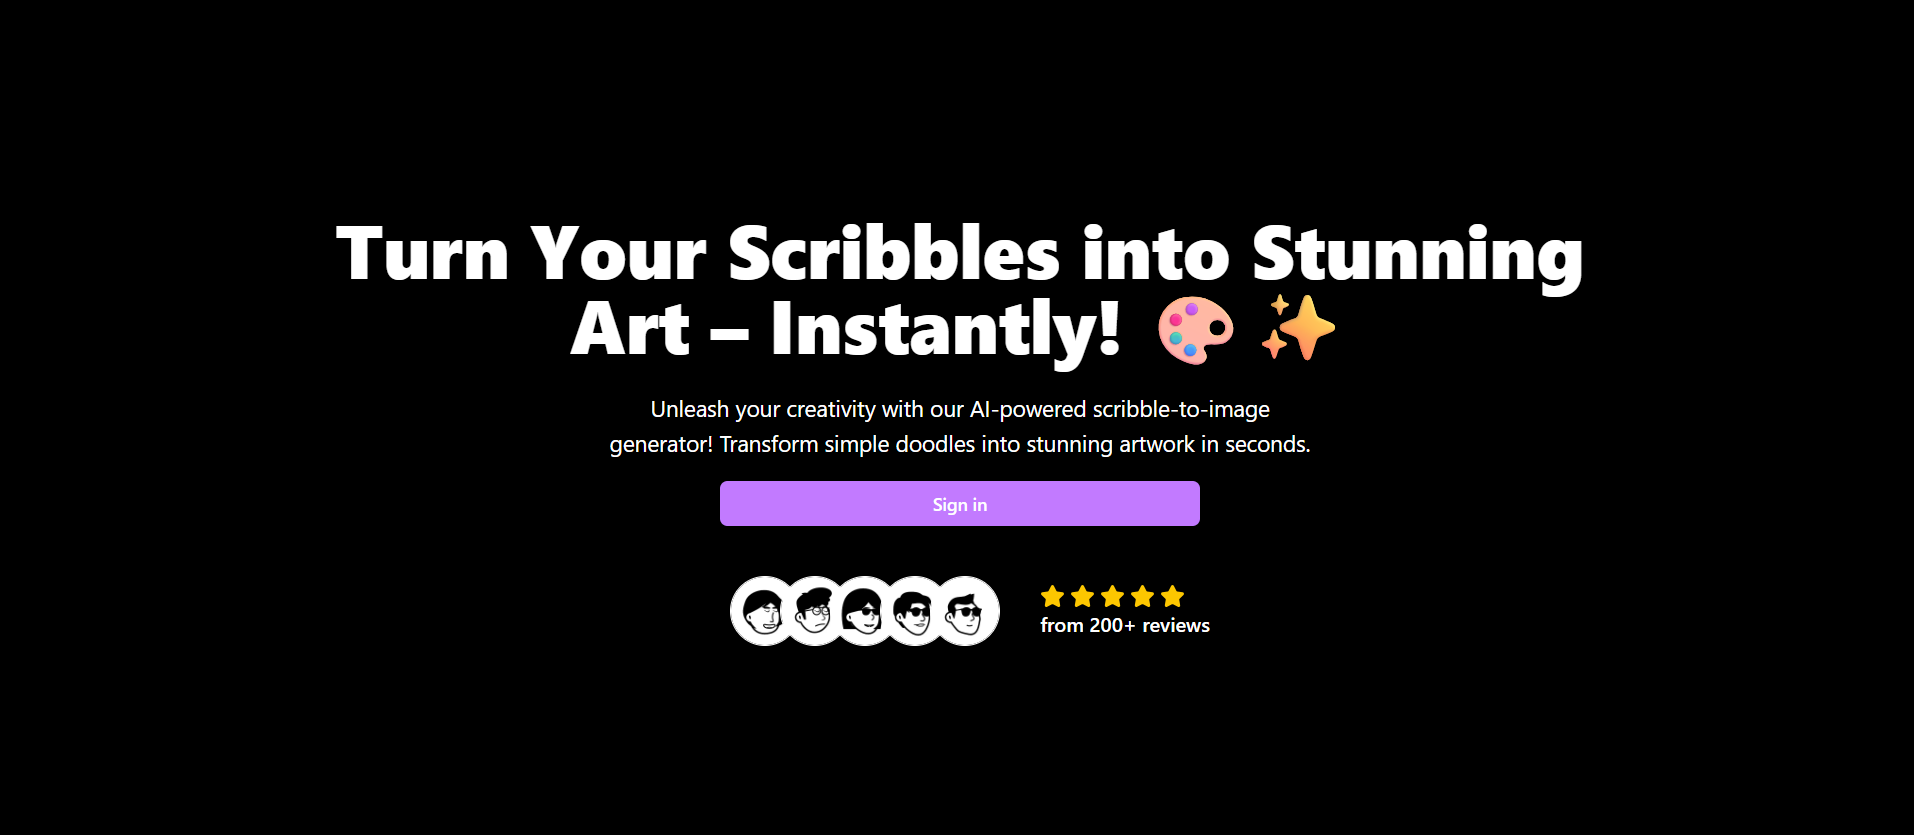 Turn Your Scribbles into Stunning
Art – Instantly! 🎨 ✨
Unleash your creativity with our AI-powered scribble-to-image
generator! Transform simple doodles into stunning artwork in seconds.
Sign in
from 200+ reviews